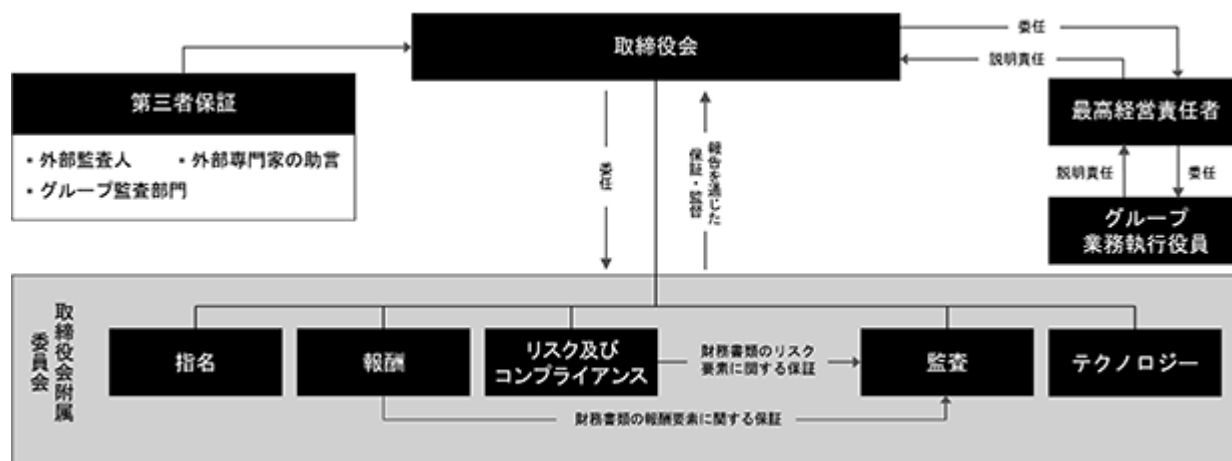 取締役会
委任
説明責任
第三者保証
・外部監査人
・外部専門家の助言
・グループ監査部門
最高経営責任者
説明責任
委任
グループ
業務執行役員
委任
報告を通じた
保証・監督
取締役会附属
委員会
指名
報酬
リスク及び
コンプライアンス
財務書類のリスク
要素に関する保証
監査
テクノロジー
財務書類の報酬要素に関する保証